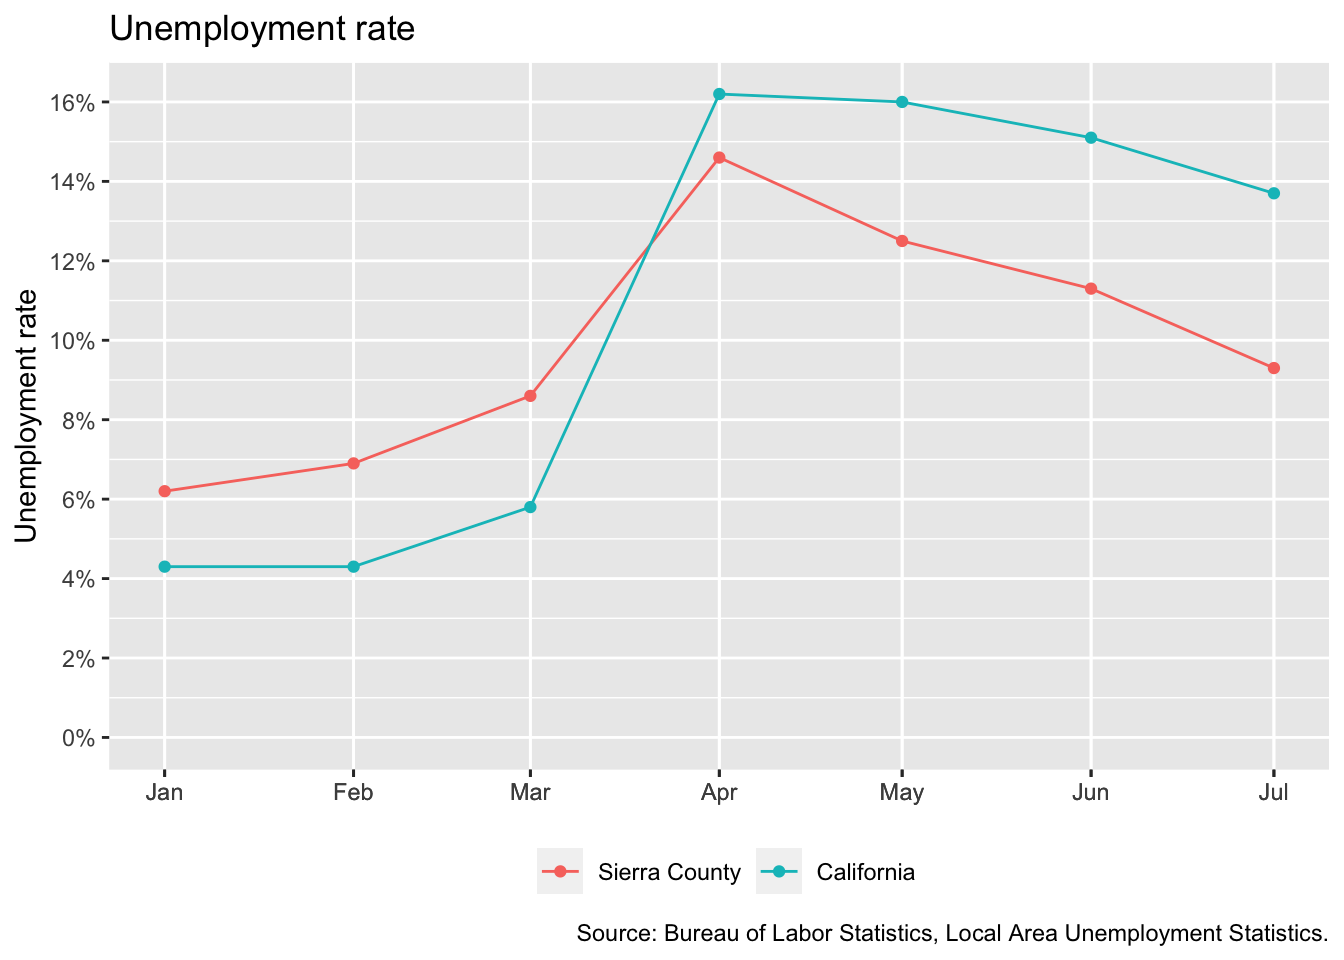 Unemployment rate
Unemployment rate
16%
14%
12%
10%
8%
6%
4%
2%
0%
Jan Feb Mar Apr May Jun Jul
Sierra County California
Source: Bureau of Labor Statistics, Local Area Unemployment Statistics.